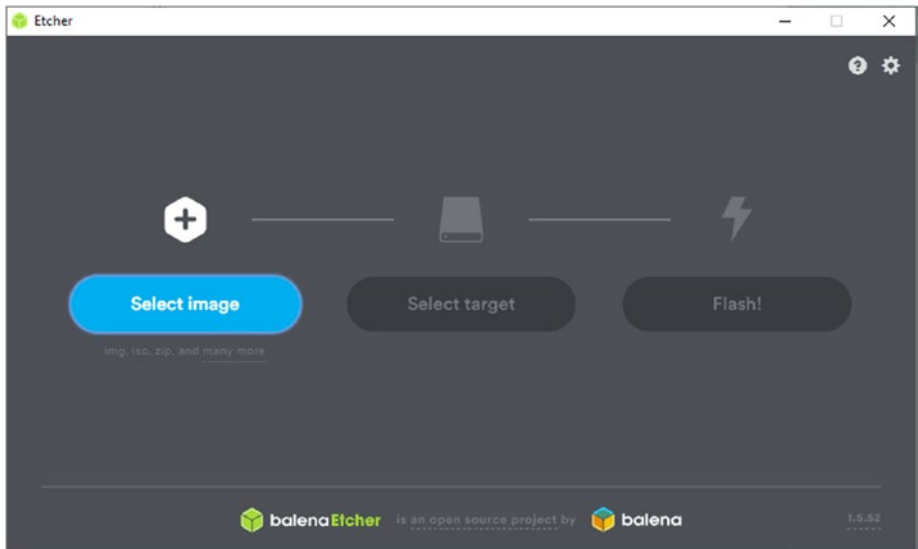 Etcher
Select image
Select target
Flash!
img, iso, zip, and many more
balenaEtcher is an open source project by balena
1.5.52